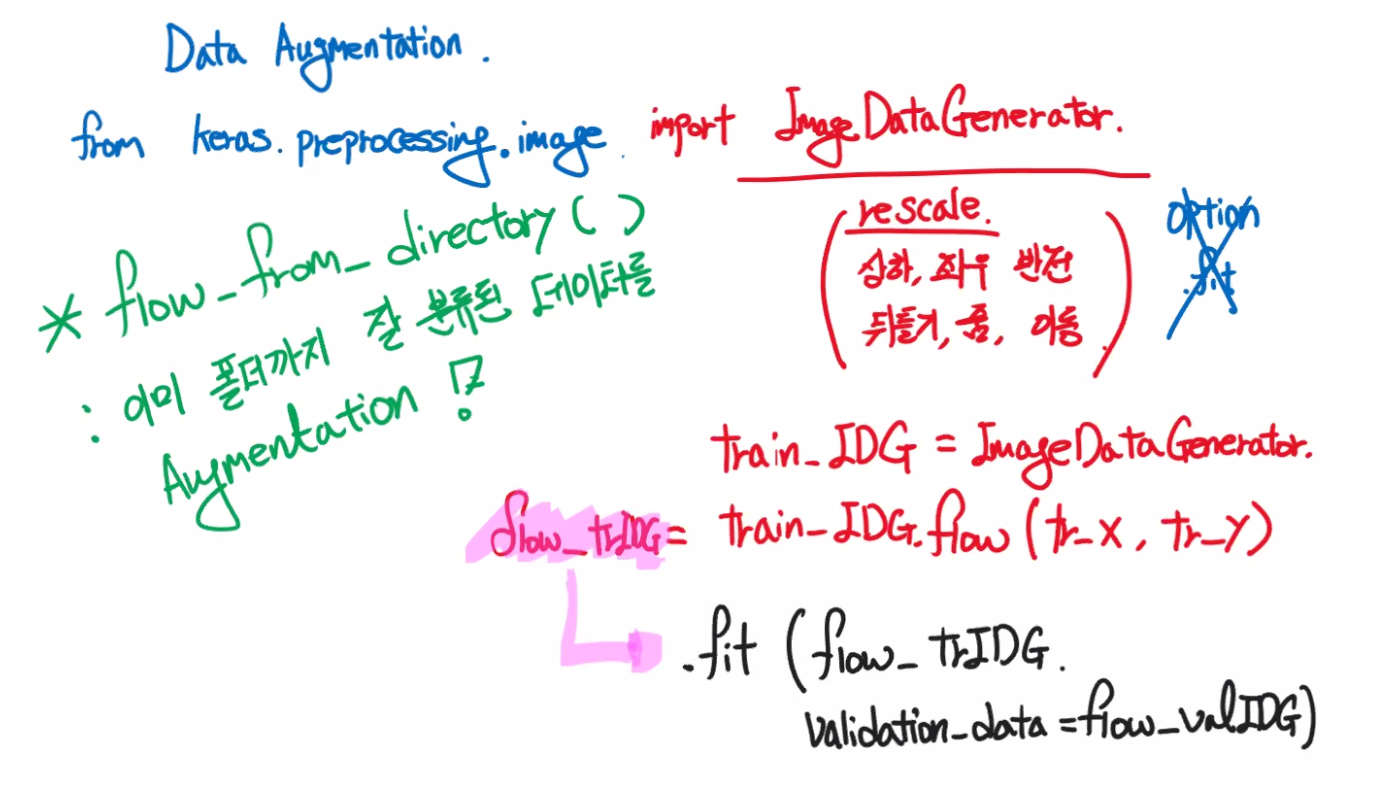 Data Augmentation.
from keras.preprocessing.image. import ImageDataGenerator.
rescale.
상하, 좌우 반전
뒤틀기, 줌, 이동
option
.fit
* flow_from_directory()
: 이미 폴더까지 잘 분류된 데이터를
Augmentation !?
train_IDG = ImageDataGenerator.
flow_trIDG = train_IDG.flow (tr_X, tr_Y)
.fit (flow_trIDG.
validation_data = flow_valIDG)